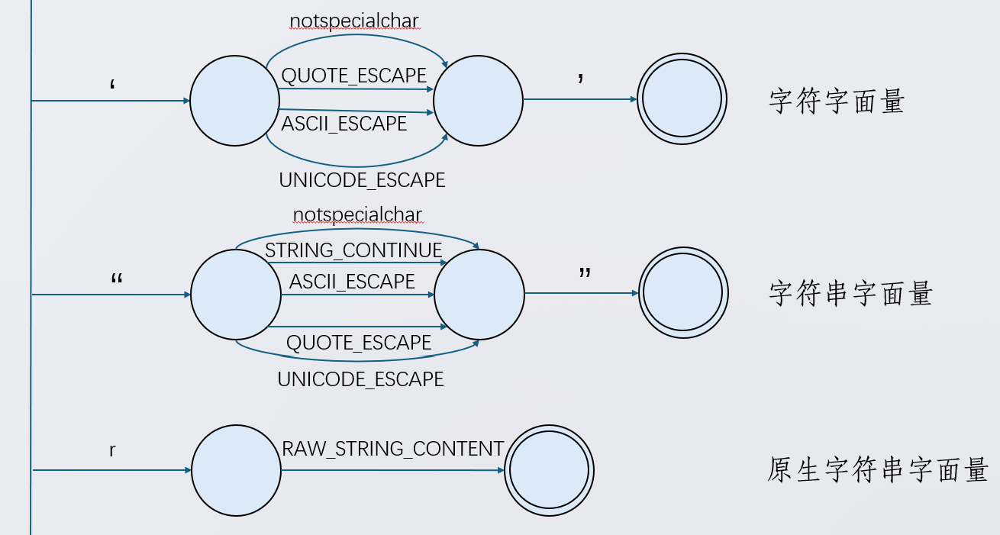 notspecialchar
‘
QUOTE_ESCAPE
’
字符字面量
ASCII_ESCAPE
UNICODE_ESCAPE
notspecialchar
STRING_CONTINUE
“
ASCII_ESCAPE
”
字符串字面量
QUOTE_ESCAPE
UNICODE_ESCAPE
r
RAW_STRING_CONTENT
原生字符串字面量